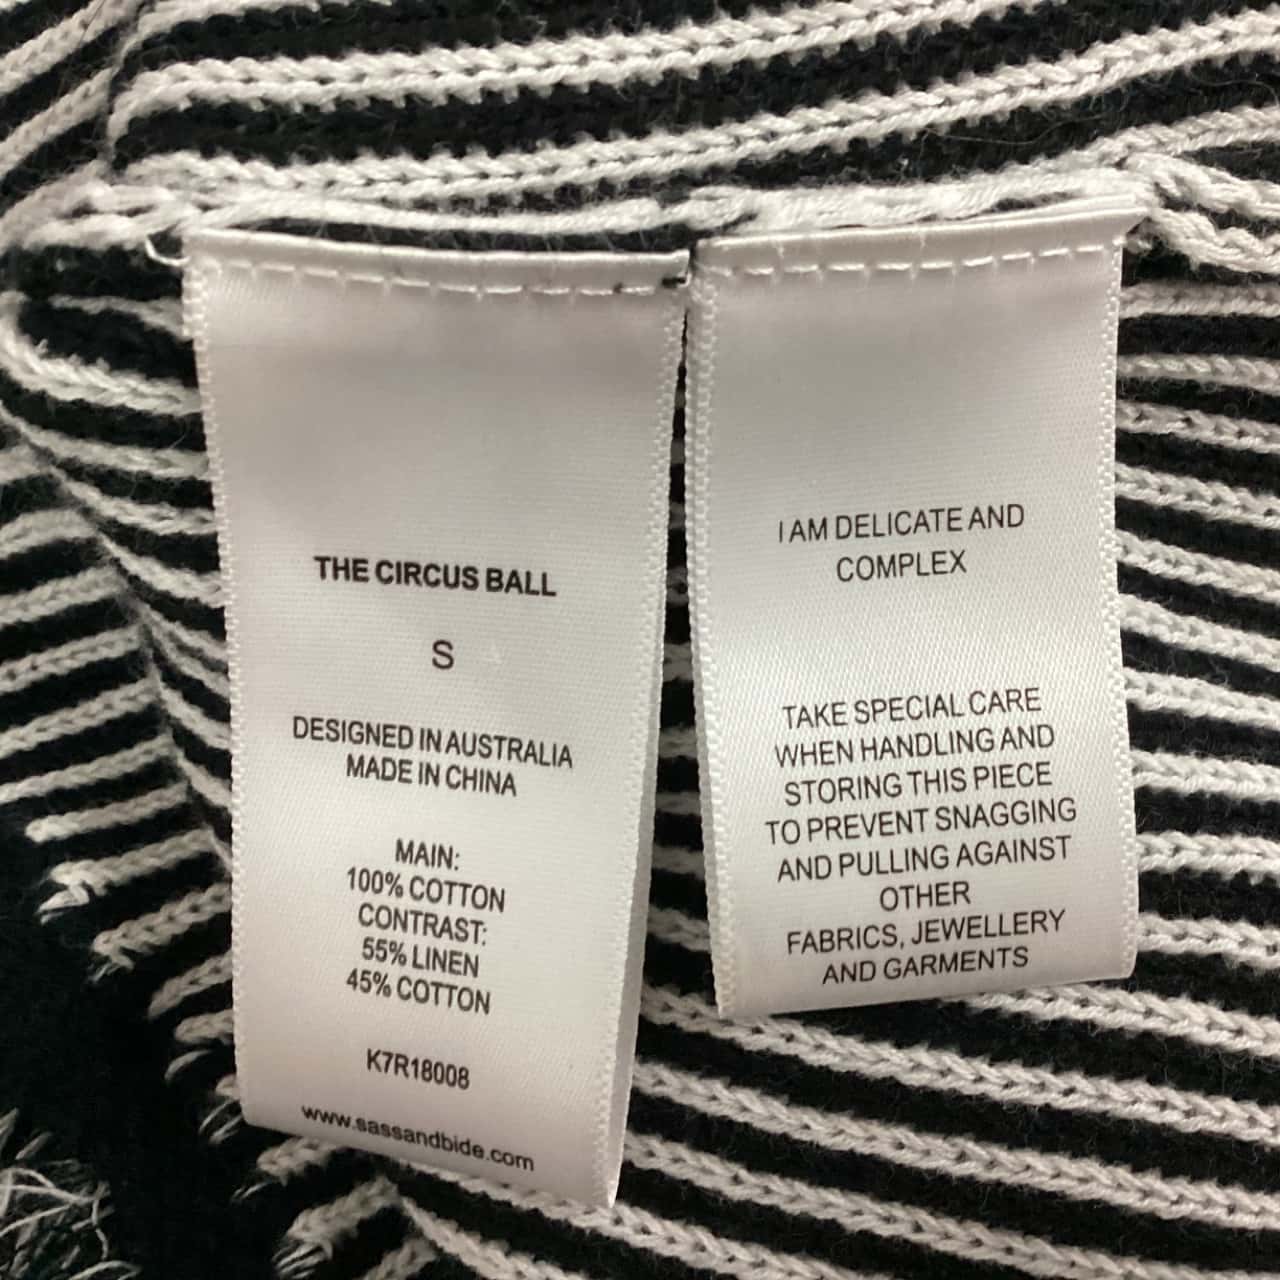 THE CIRCUS BALL
S
DESIGNED IN AUSTRALIA
MADE IN CHINA
MAIN:
100% COTTON
CONTRAST:
55% LINEN
45% COTTON
K7R18008
www.sassandbide.com
I AM DELICATE AND
COMPLEX
TAKE SPECIAL CARE
WHEN HANDLING AND
STORING THIS PIECE
TO PREVENT SNAGGING
AND PULLING AGAINST
OTHER
FABRICS, JEWELLERY
AND GARMENTS